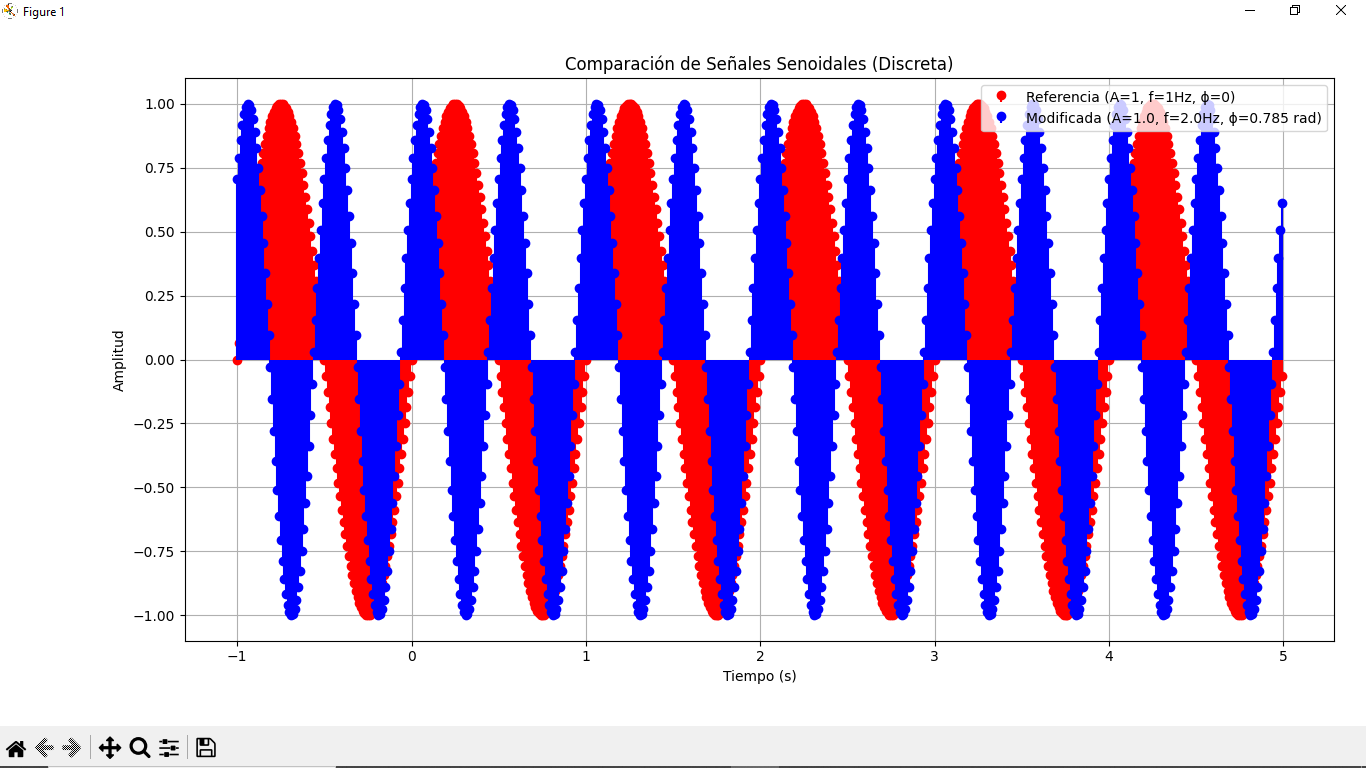 Figure 1
Comparación de Señales Senoidales (Discreta)
Referencia (A=1, f=1Hz, ϕ=0)
Modificada (A=1.0, f=2.0Hz, ϕ=0.785 rad)
1.00
0.75
0.50
0.25
0.00
−0.25
−0.50
−0.75
−1.00
Amplitud
−1 0 1 2 3 4 5
Tiempo (s)